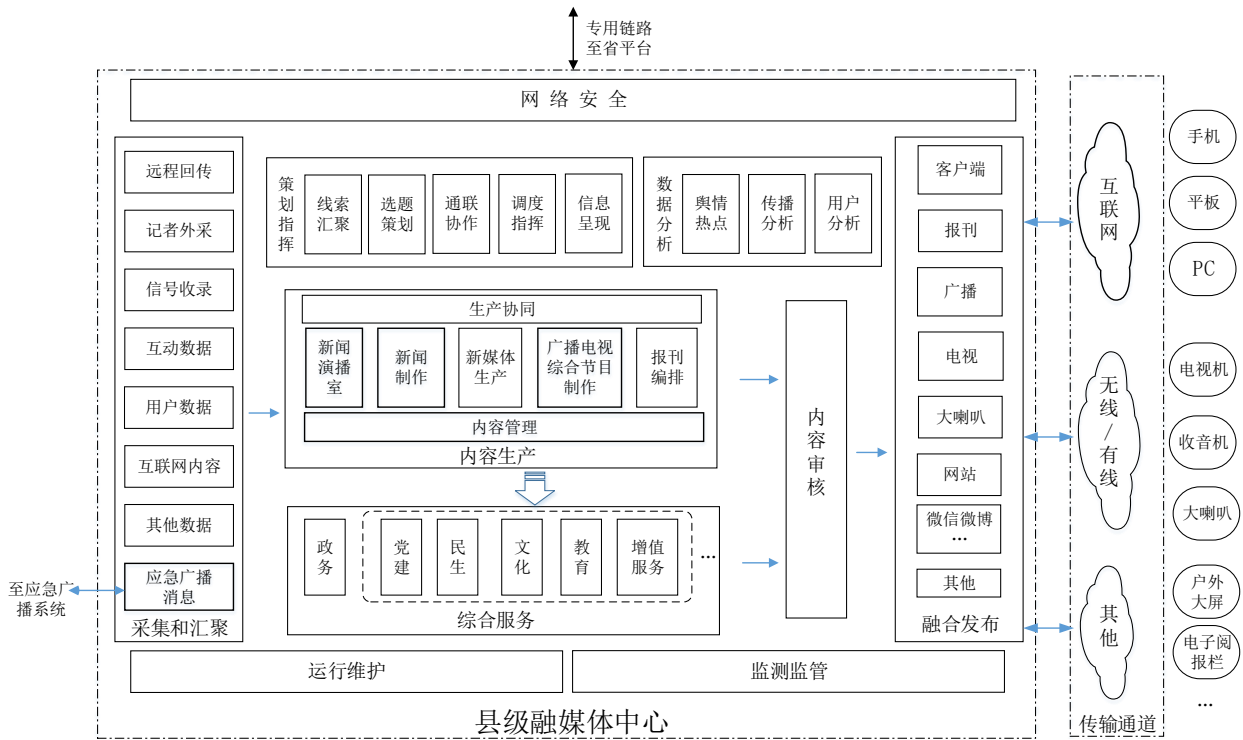 专用链路
至省平台
网 络 安 全
远程回传
记者外采
信号收录
互动数据
用户数据
互联网内容
其他数据
应急广播
消息
采集和汇聚
至应急广
播系统
策划指挥
线索
汇聚
选题
策划
通联
协作
调度
指挥
信息
呈现
数据分析
舆情
热点
传播
分析
用户
分析
生产协同
新闻
演播
室
新闻
制作
新媒体
生产
广播电视
综合节目
制作
报刊
编排
内容管理
内容生产
政
务
党
建
民
生
文
化
教
育
增值
服务
...
综合服务
内容审核
客户端
报刊
广播
电视
大喇叭
网站
微信微博
...
其他
融合发布
运行维护
监测监管
县级融媒体中心
互联网
无线/有线
其他
传输通道
手机
平板
PC
电视机
收音机
大喇叭
户外
大屏
电子阅
报栏
...